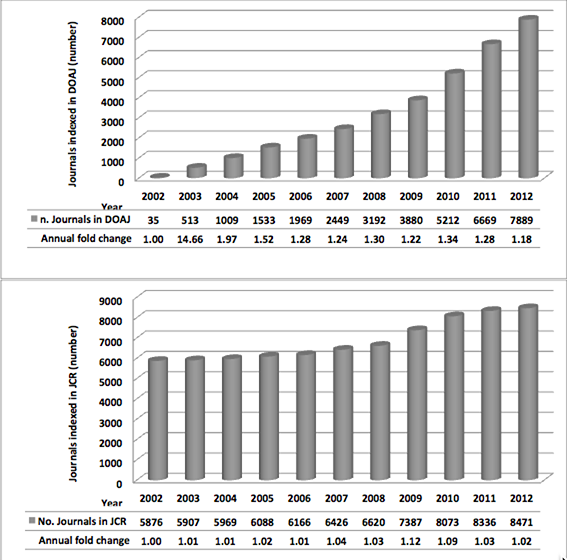 Journals indexed in DOAJ (number)
8000
7000
6000
5000
4000
3000
2000
1000
0
Year
2002 2003 2004 2005 2006 2007 2008 2009 2010 2011 2012
n. Journals in DOAJ 35 513 1009 1533 1969 2449 3192 3880 5212 6669 7889
Annual fold change 1.00 14.66 1.97 1.52 1.28 1.24 1.30 1.22 1.34 1.28 1.18
Journals indexed in JCR (number)
9000
8000
7000
6000
5000
4000
3000
2000
1000
0
Year
2002 2003 2004 2005 2006 2007 2008 2009 2010 2011 2012
No. Journals in JCR 5876 5907 5969 6088 6166 6426 6620 7387 8073 8336 8471
Annual fold change 1.00 1.01 1.01 1.02 1.01 1.04 1.03 1.12 1.09 1.03 1.02